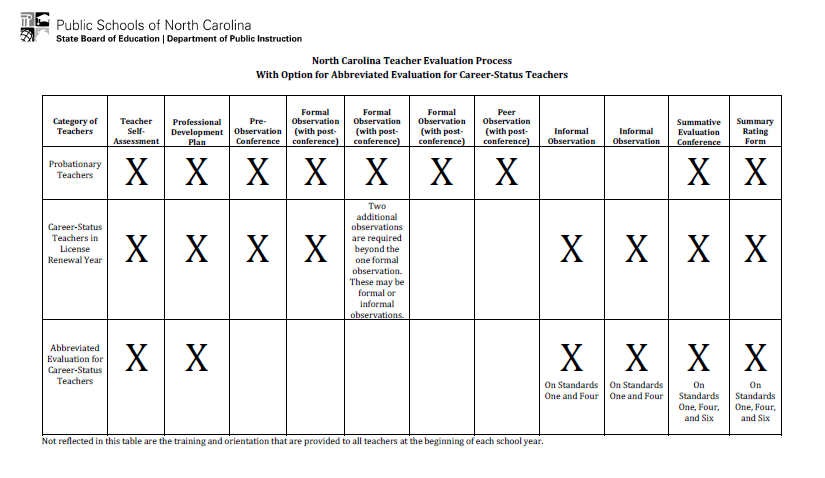 Public Schools of North Carolina
State Board of Education | Department of Public Instruction
North Carolina Teacher Evaluation Process
With Option for Abbreviated Evaluation for Career-Status Teachers
Category of Teachers
Teacher Self-Assessment
Professional Development Plan
Pre-Observation Conference
Formal Observation (with post-conference)
Formal Observation (with post-conference)
Formal Observation (with post-conference)
Peer Observation (with post-conference)
Informal Observation
Informal Observation
Summative Evaluation Conference
Summary Rating Form
Probationary Teachers
X X X X X X X X X
Career-Status
Teachers in
License
Renewal Year
X X X X
Two
additional
observations
are required
beyond the
one formal
observation.
These may be
formal or
informal
observations.
X X X X
Abbreviated
Evaluation for
Career-Status
Teachers
X X
X
On Standards
One and Four
X
On Standards
One and Four
X
On
Standards
One, Four,
and Six
X
On
Standards
One, Four,
and Six
Not reflected in this table are the training and orientation that are provided to all teachers at the beginning of each school year.